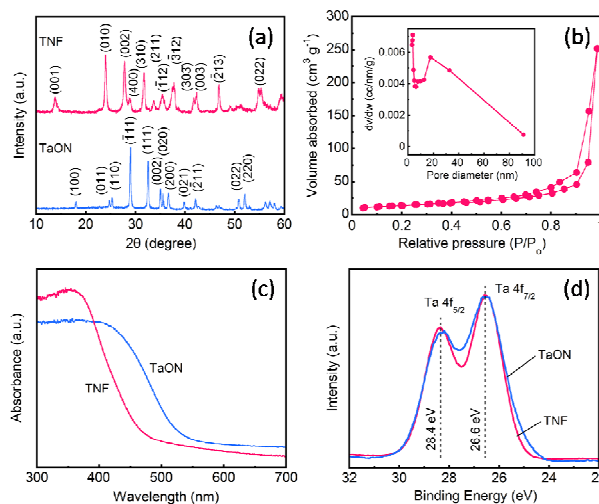 (a)
TNF
(001)
(010)
(002)
(400)
(310)
(211)
(1̄12)
(312)
(303)
(003)
(2̄13)
(022)
TaON
(100)
(011)
(110)
(1̄11)
(111)
(002)
(020)
(200)
(021)
(2̄11)
(022)
(2̄20)
Intensity (a.u.)
10 20 30 40 50 60
2θ (degree)
(b)
Volume absorbed (cm³ g⁻¹)
300
250
200
150
100
50
0
0.0 0.2 0.4 0.6 0.8
Relative pressure (P/P₀)
dv/dw (cc/nm/g)
0.006
0.004
0.002
0.000
0 20 40 60 80 100
Pore diameter (nm)
(c)
Absorbance (a.u.)
TaON
TNF
300 400 500 600 700
Wavelength (nm)
(d)
Ta 4f₅/₂
Ta 4f₇/₂
TaON
TNF
28.4 eV
26.6 eV
Intensity (a.u.)
32 30 28 26 24
Binding Energy (eV)